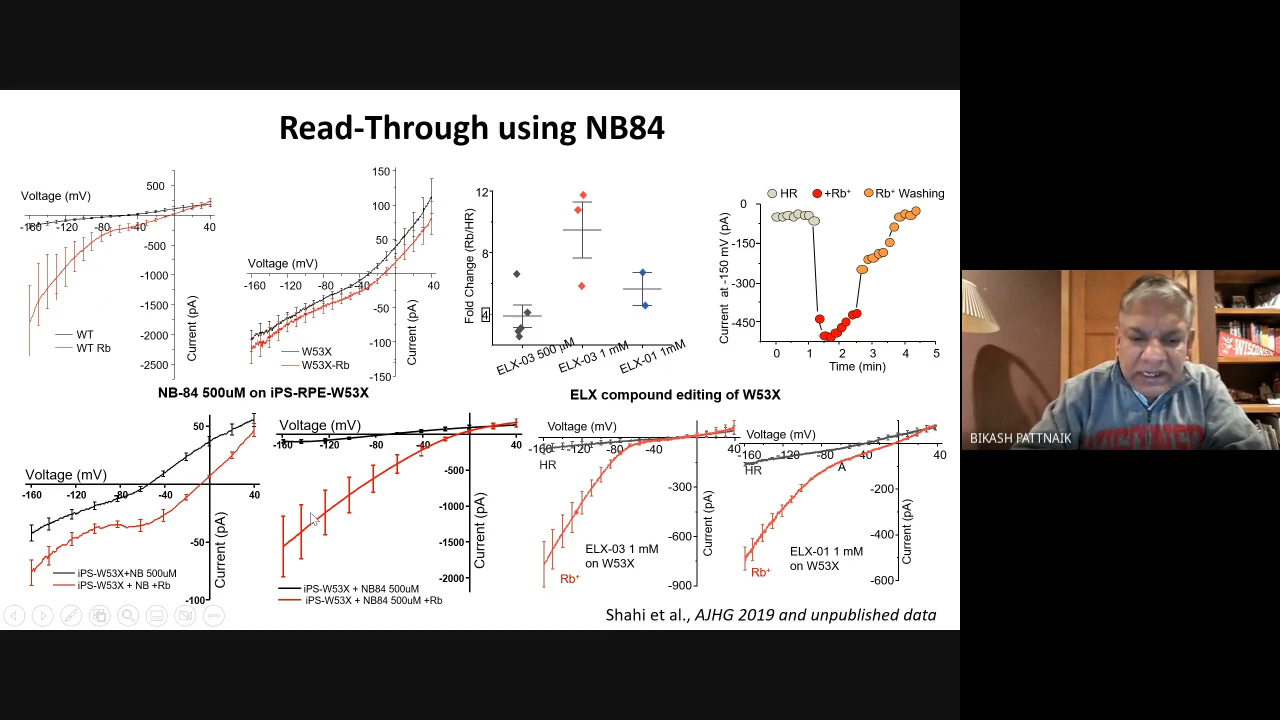 Read-Through using NB84
Voltage (mV)
500
-160 -120 -80 -40 40
-500
-1000
-1500
-2000
-2500
Current (pA)
WT
WT Rb
150
100
50
Voltage (mV)
-160 -120 -80 -40 40
-50
-100
-150
Current (pA)
W53X
W53X-Rb
Fold Change (Rb/HR)
12
8
4
ELX-03 500 µM
ELX-03 1 mM
ELX-01 1mM
HR +Rb⁺ Rb⁺ Washing
Current at -150 mV (pA)
0
-150
-300
-450
0 1 2 3 4 5
Time (min)
NB-84 500uM on iPS-RPE-W53X
ELX compound editing of W53X
50
Voltage (mV)
-160 -120 -80 -40 40
-50
-100
Current (pA)
iPS-W53X+NB 500uM
iPS-W53X + NB +Rb
Voltage (mV)
-160 -120 -80 -40 40
-500
-1000
-1500
-2000
Current (pA)
iPS-W53X + NB84 500uM
iPS-W53X + NB84 500uM +Rb
Voltage (mV)
-160 -120 -80 -40 40
HR
-300
-600
-900
Current (pA)
ELX-03 1 mM
on W53X
Rb⁺
Voltage (mV)
-160 -120 -80 -40 40
HR
A
-200
-400
-600
Current (pA)
ELX-01 1 mM
on W53X
Rb⁺
Shahi et al., AJHG 2019 and unpublished data
BIKASH PATTNAIK
WISCONSIN